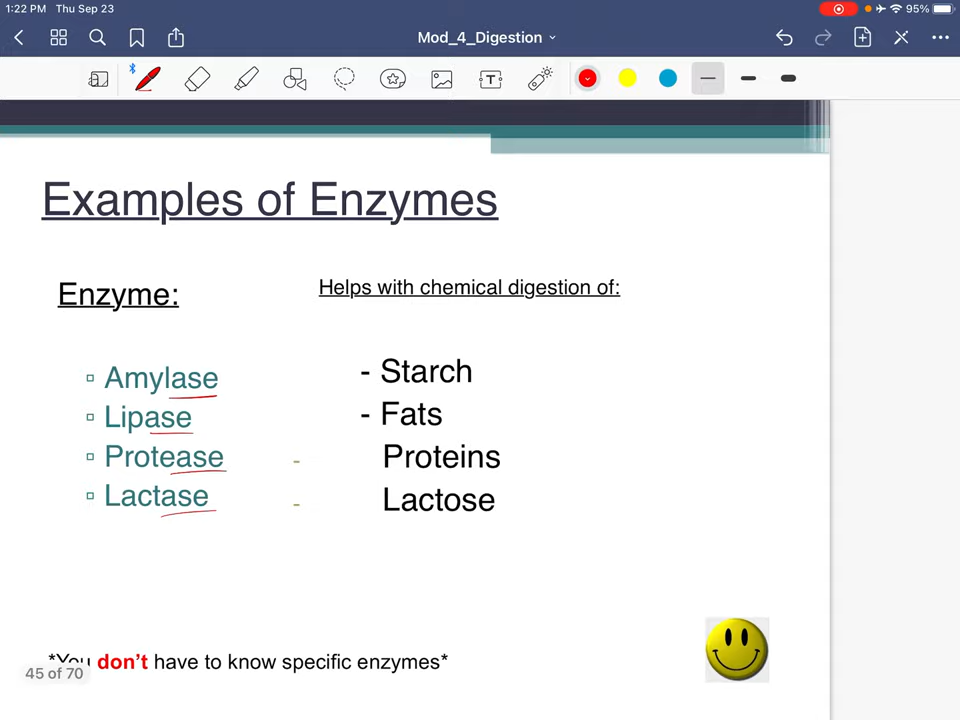 1:22 PM Thu Sep 23
95%
Mod_4_Digestion
Examples of Enzymes
Enzyme:
Helps with chemical digestion of:
Amylase
- Starch
Lipase
- Fats
Protease
- Proteins
Lactase
- Lactose
*You don't have to know specific enzymes*
45 of 70